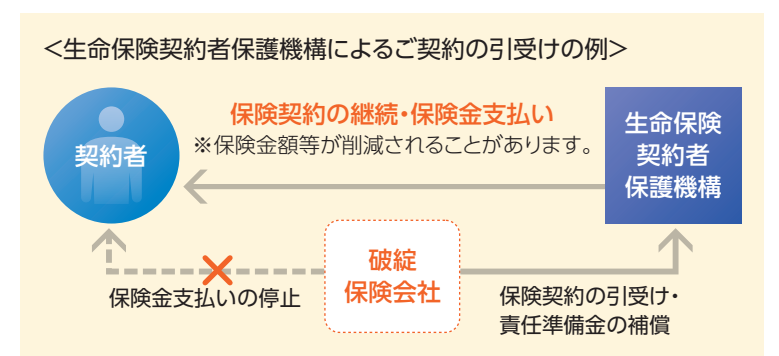 <生命保険契約者保護機構によるご契約の引受けの例>
保険契約の継続・保険金支払い
※保険金額等が削減されることがあります。
契約者
生命保険
契約者
保護機構
破綻
保険会社
保険金支払いの停止
保険契約の引受け・
責任準備金の補償